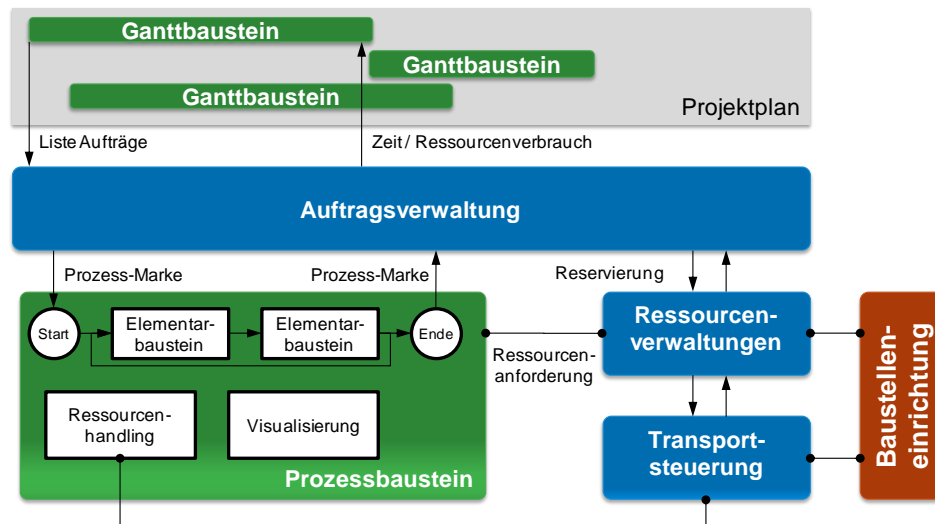 Ganttbaustein
Ganttbaustein
Ganttbaustein
Projektplan
Liste Aufträge
Zeit / Ressourcenverbrauch
Auftragsverwaltung
Prozess-Marke
Prozess-Marke
Reservierung
Start
Elementar-
baustein
Elementar-
baustein
Ende
Ressourcen-
verwaltungen
Ressourcen-
anforderung
Baustellen-
einrichtung
Ressourcen-
handling
Visualisierung
Transport-
steuerung
Prozessbaustein